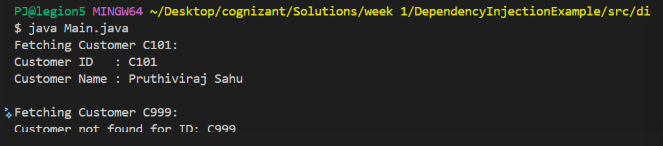 PJ@legion5 MINGW64 ~/Desktop/cognizant/Solutions/week 1/DependencyInjectionExample/src/di
$ java Main.java
Fetching Customer C101:
Customer ID   : C101
Customer Name : Pruthiviraj Sahu

Fetching Customer C999:
Customer not found for ID: C999